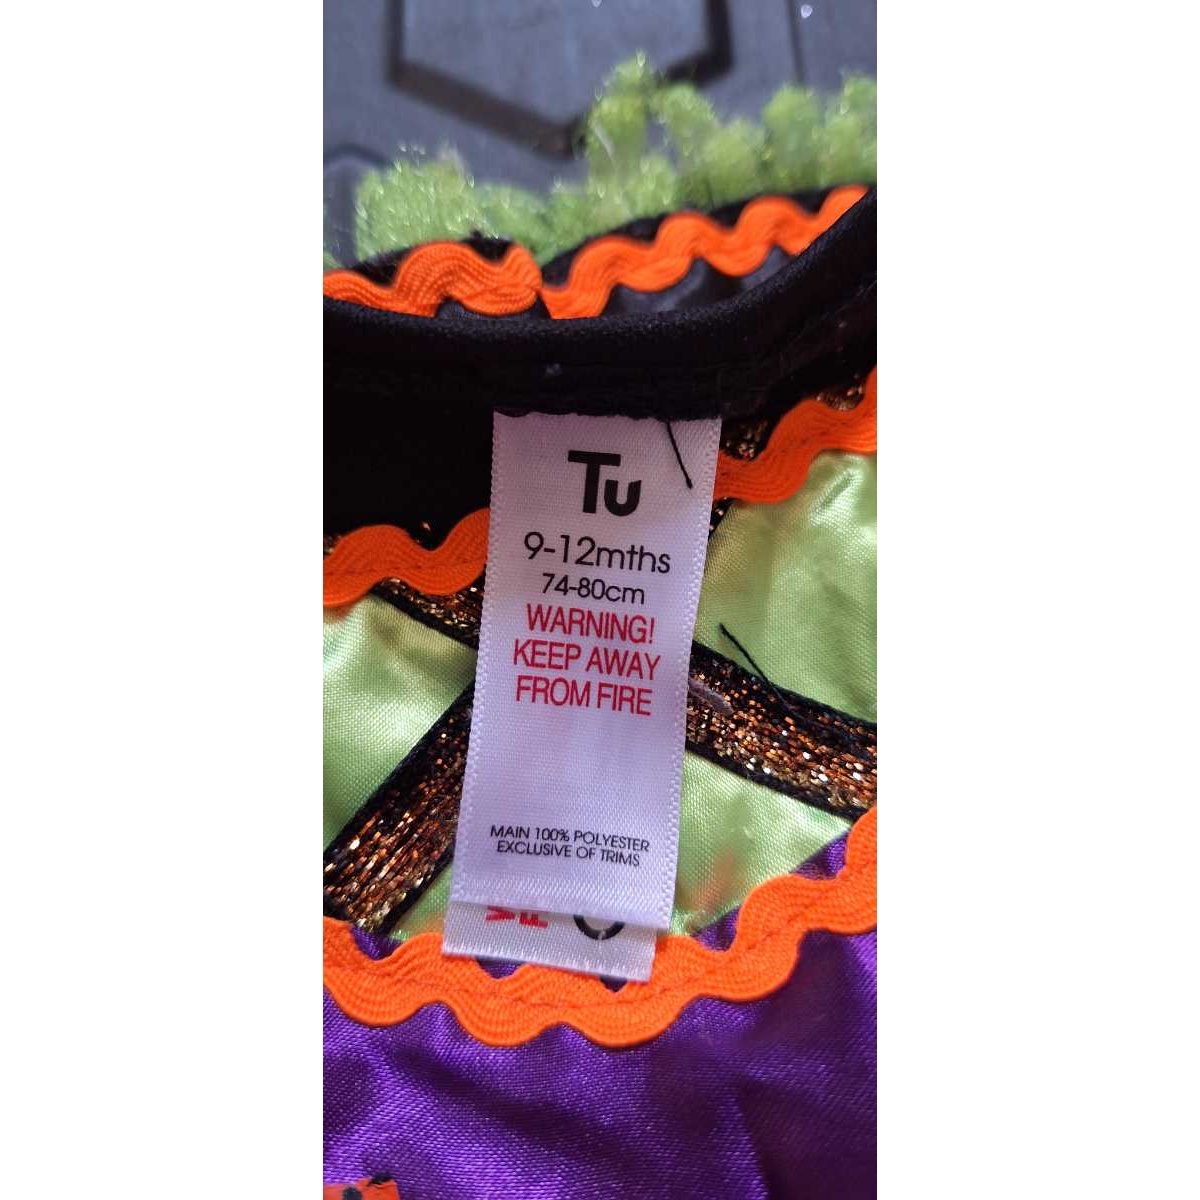 Tu
9-12mths
74-80cm
WARNING!
KEEP AWAY
FROM FIRE
MAIN 100% POLYESTER
EXCLUSIVE OF TRIMS